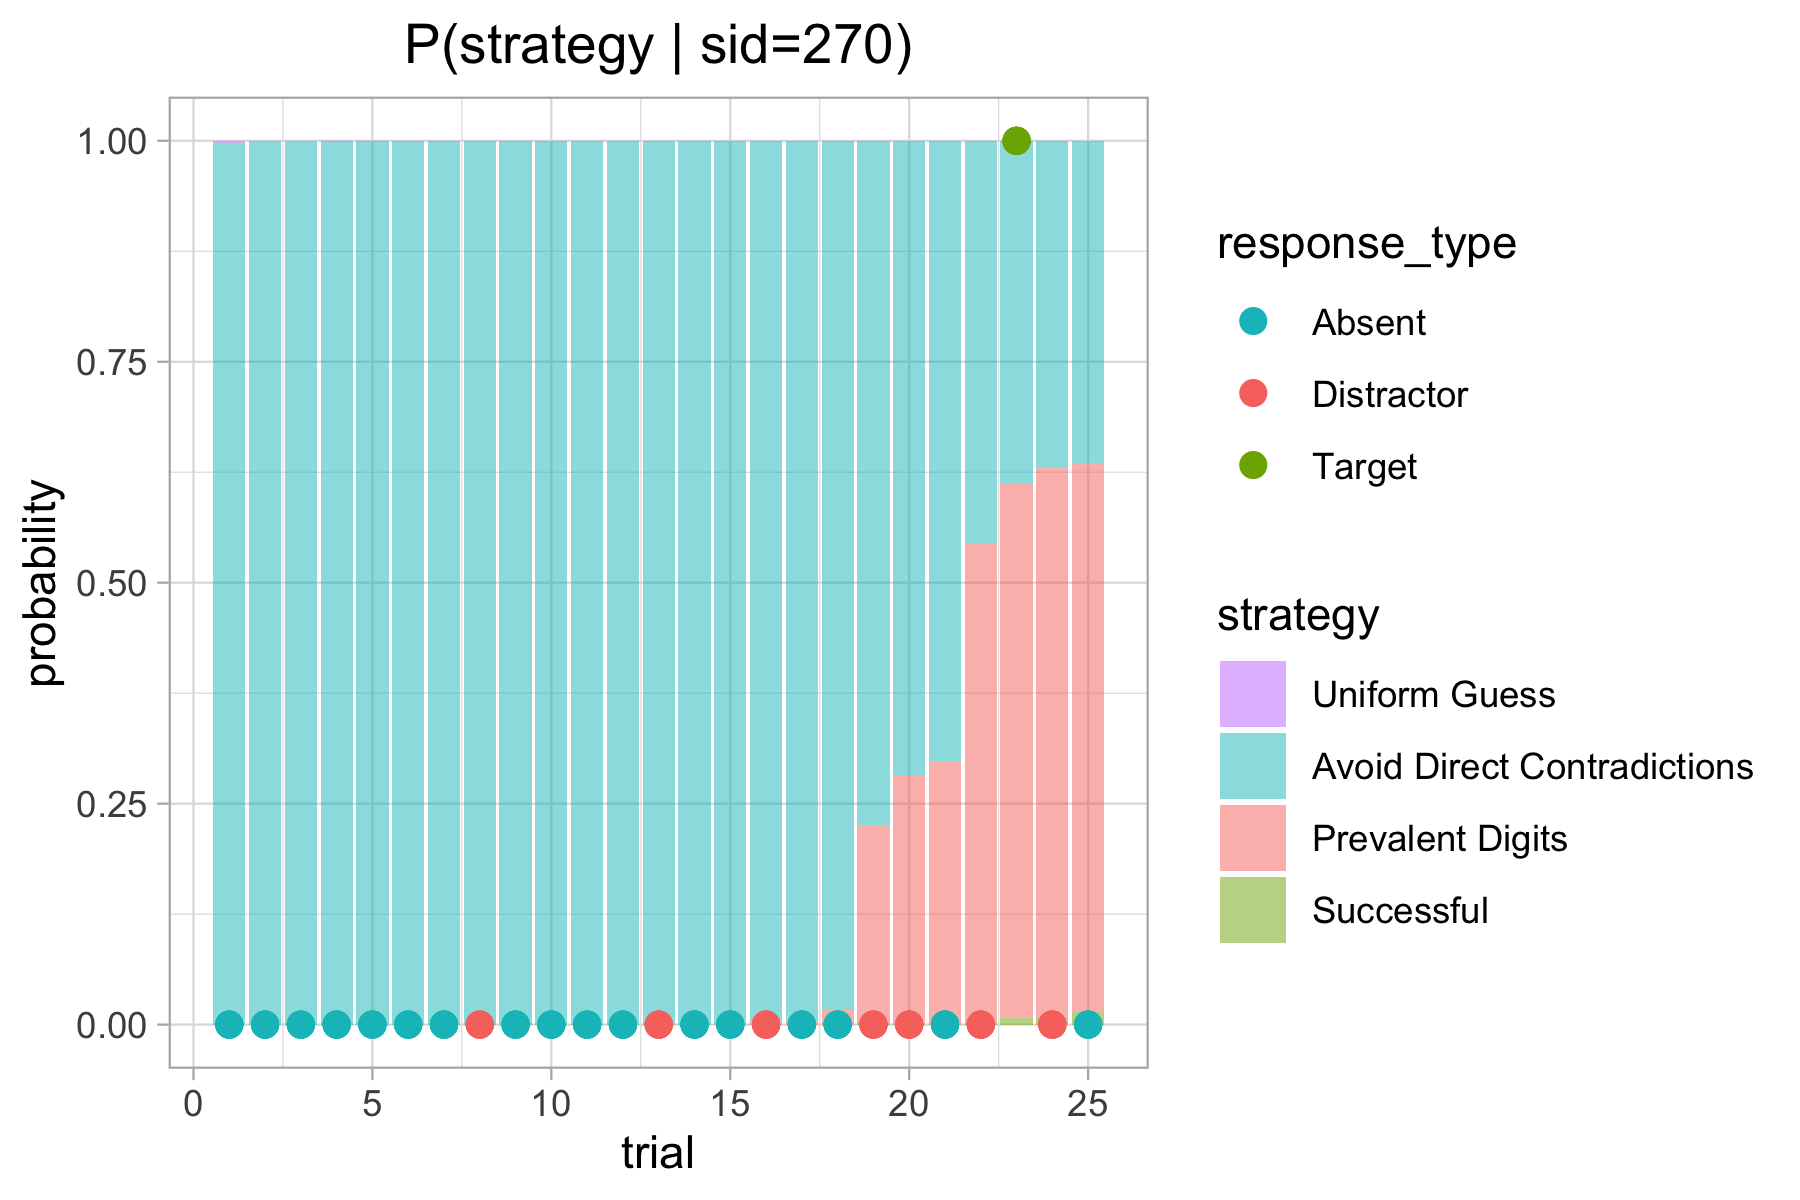 P(strategy | sid=270)
1.00
0.75
0.50
0.25
0.00
probability
0 5 10 15 20 25
trial
response_type
Absent
Distractor
Target
strategy
Uniform Guess
Avoid Direct Contradictions
Prevalent Digits
Successful